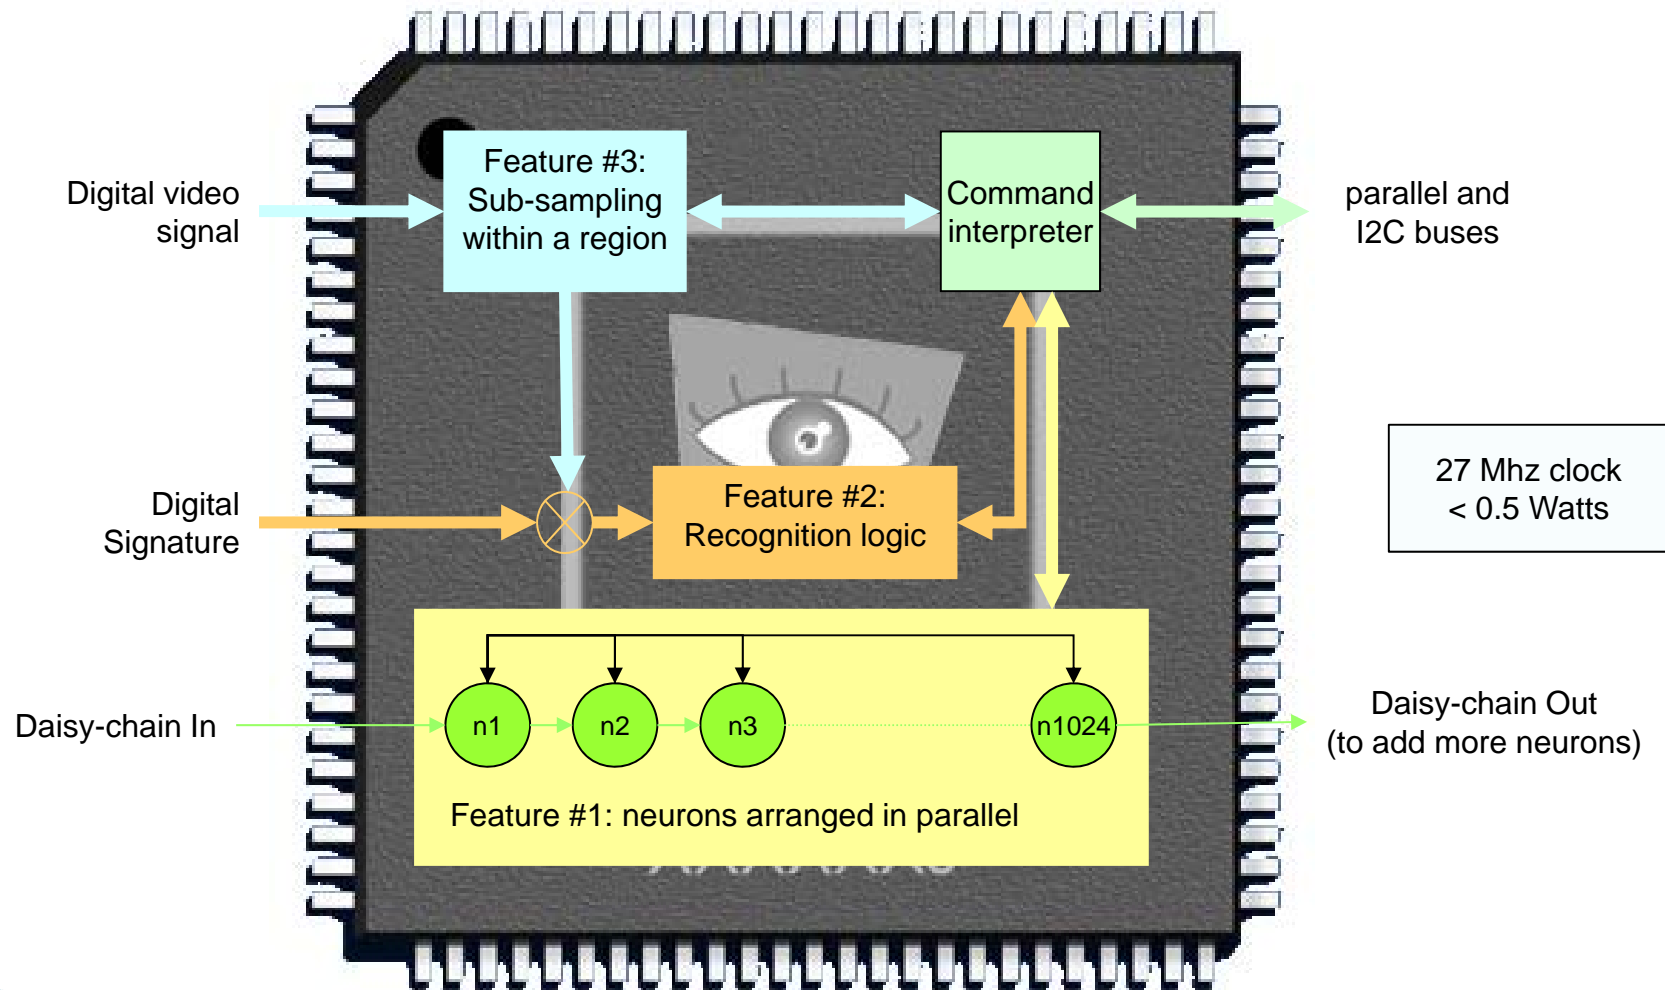 Feature #3:
Sub-sampling
within a region
Command
interpreter
Digital video
signal
parallel and
I2C buses
27 Mhz clock
< 0.5 Watts
Feature #2:
Recognition logic
Digital
Signature
n1
n2
n3
n1024
Daisy-chain In
Daisy-chain Out
(to add more neurons)
Feature #1: neurons arranged in parallel